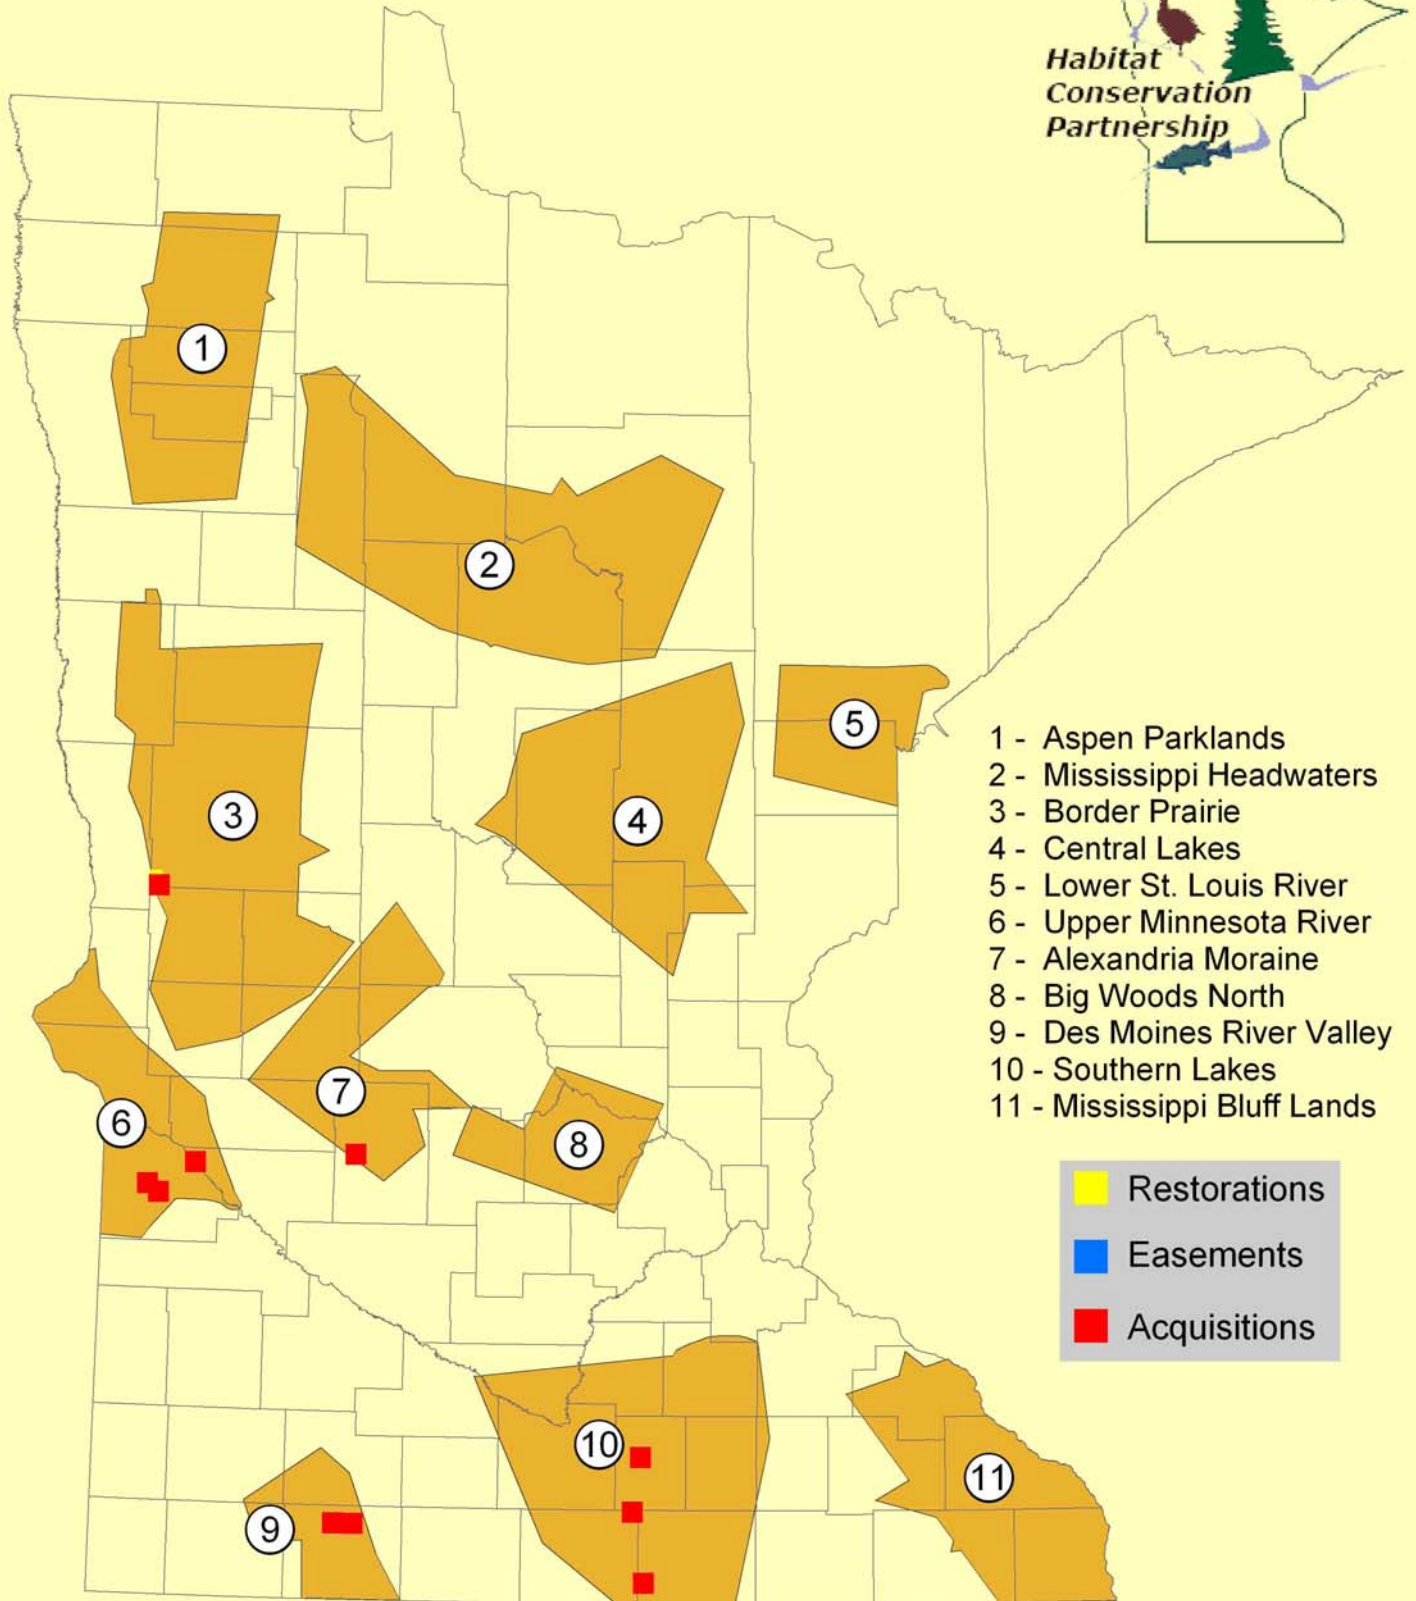 Habitat
Conservation
Partnership
1
2
3
4
5
6
7
8
9
10
11
1 - Aspen Parklands
2 - Mississippi Headwaters
3 - Border Prairie
4 - Central Lakes
5 - Lower St. Louis River
6 - Upper Minnesota River
7 - Alexandria Moraine
8 - Big Woods North
9 - Des Moines River Valley
10 - Southern Lakes
11 - Mississippi Bluff Lands
Restorations
Easements
Acquisitions